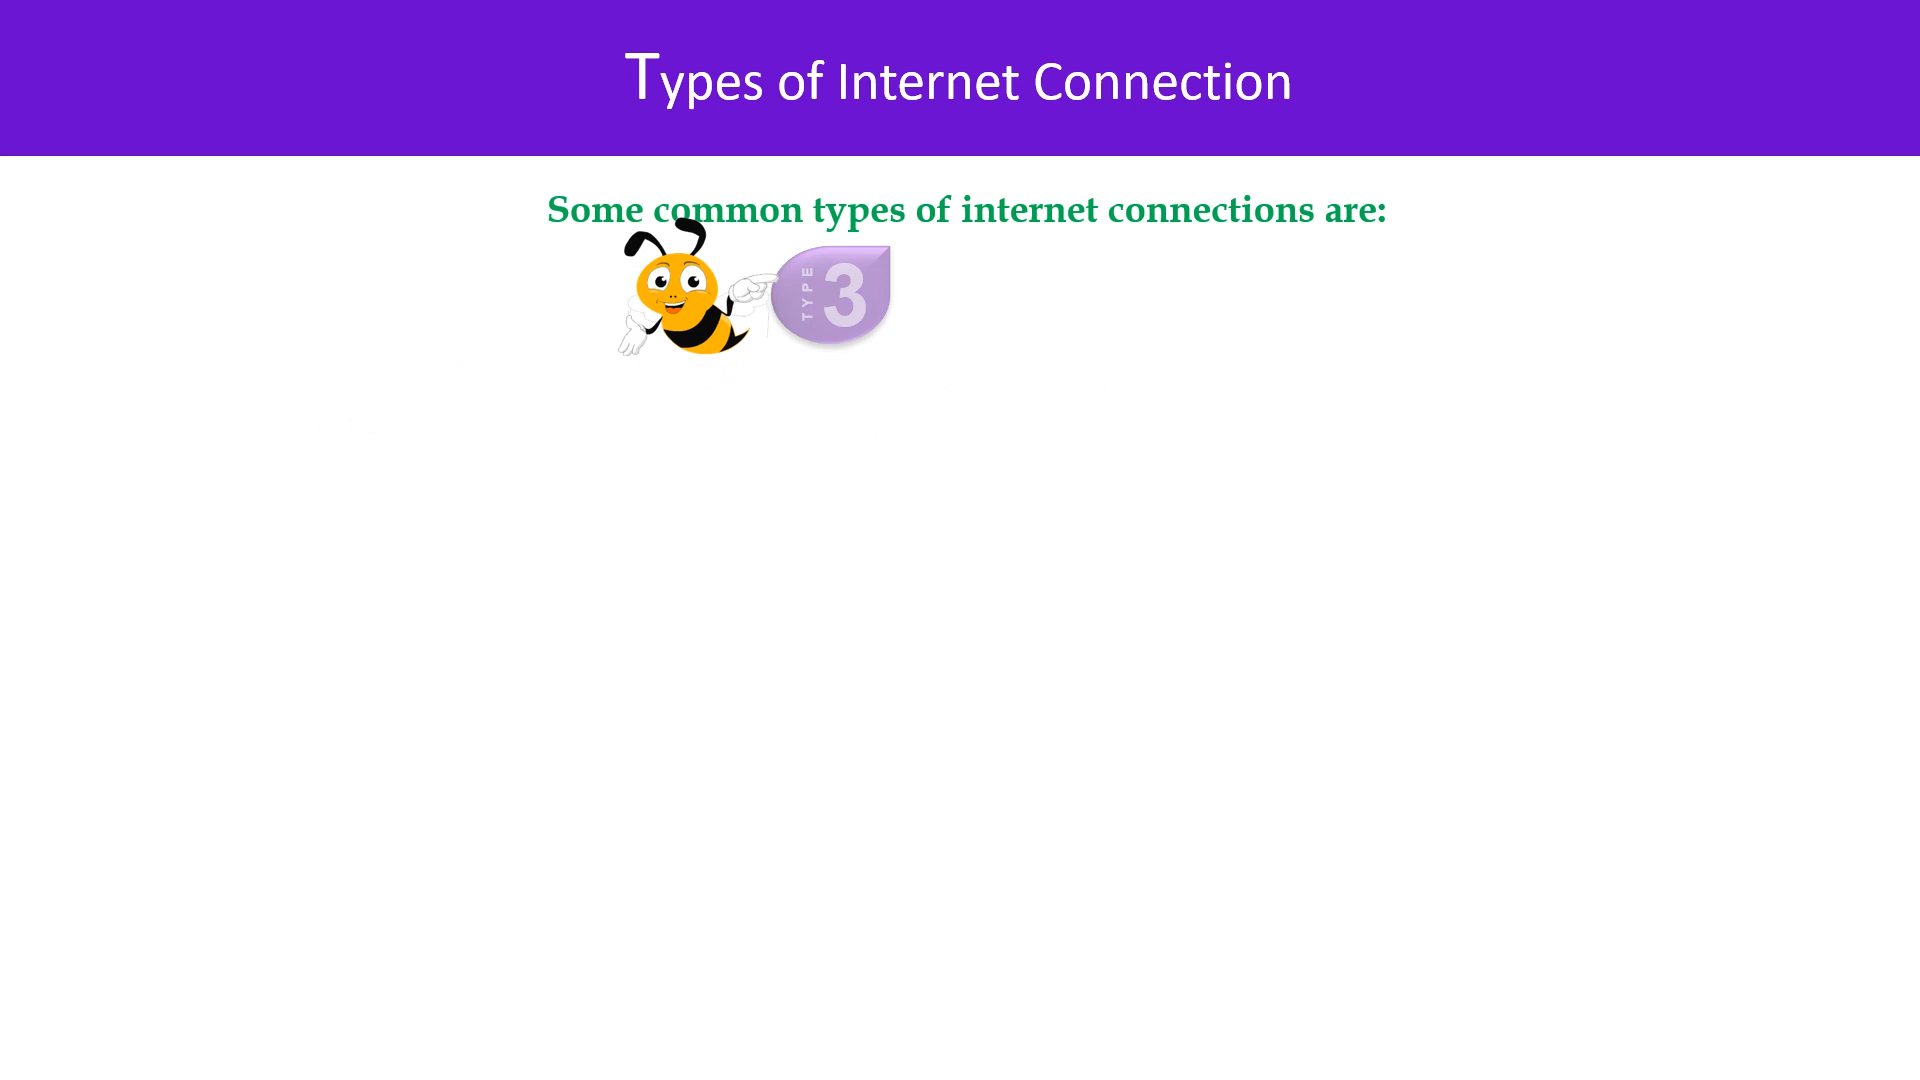 Types of Internet Connection
Some common types of internet connections are:
TYPE 3